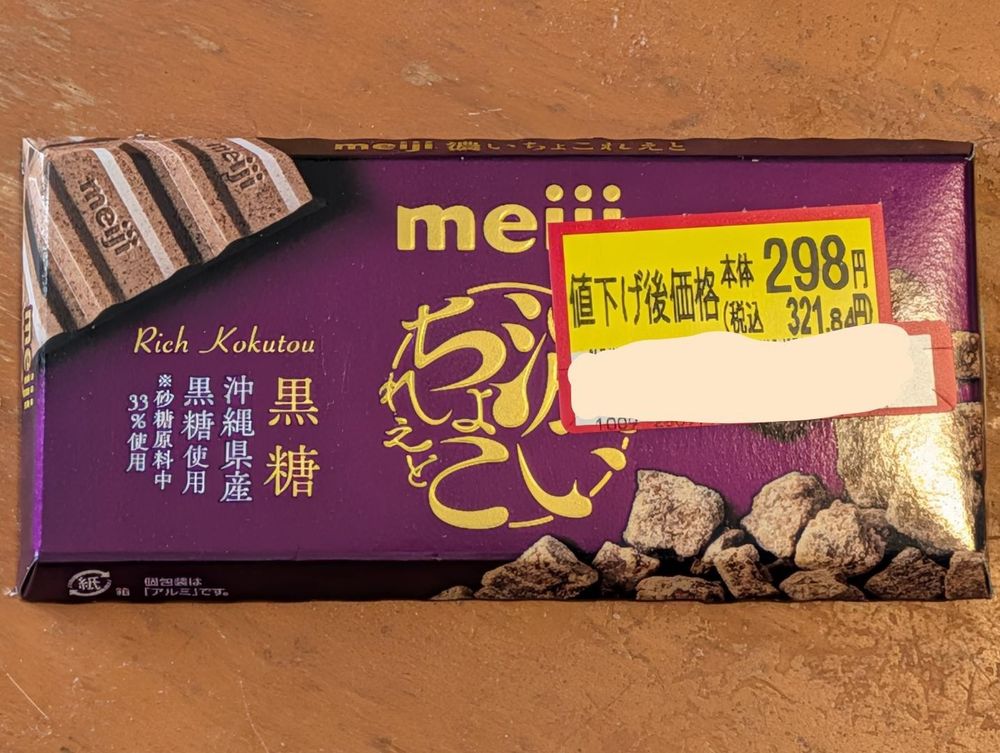 meiji 濃いちょこれえと
meiji
meiji
meiji
meiji
値下げ後価格 本体 298円
(税込 321.84円)
濃い
ちょこ
れえと
Rich Kokutou
黒糖
沖縄県産
黒糖使用
※砂糖原料中
33%使用
紙
箱
個包装は
「アルミ」です。